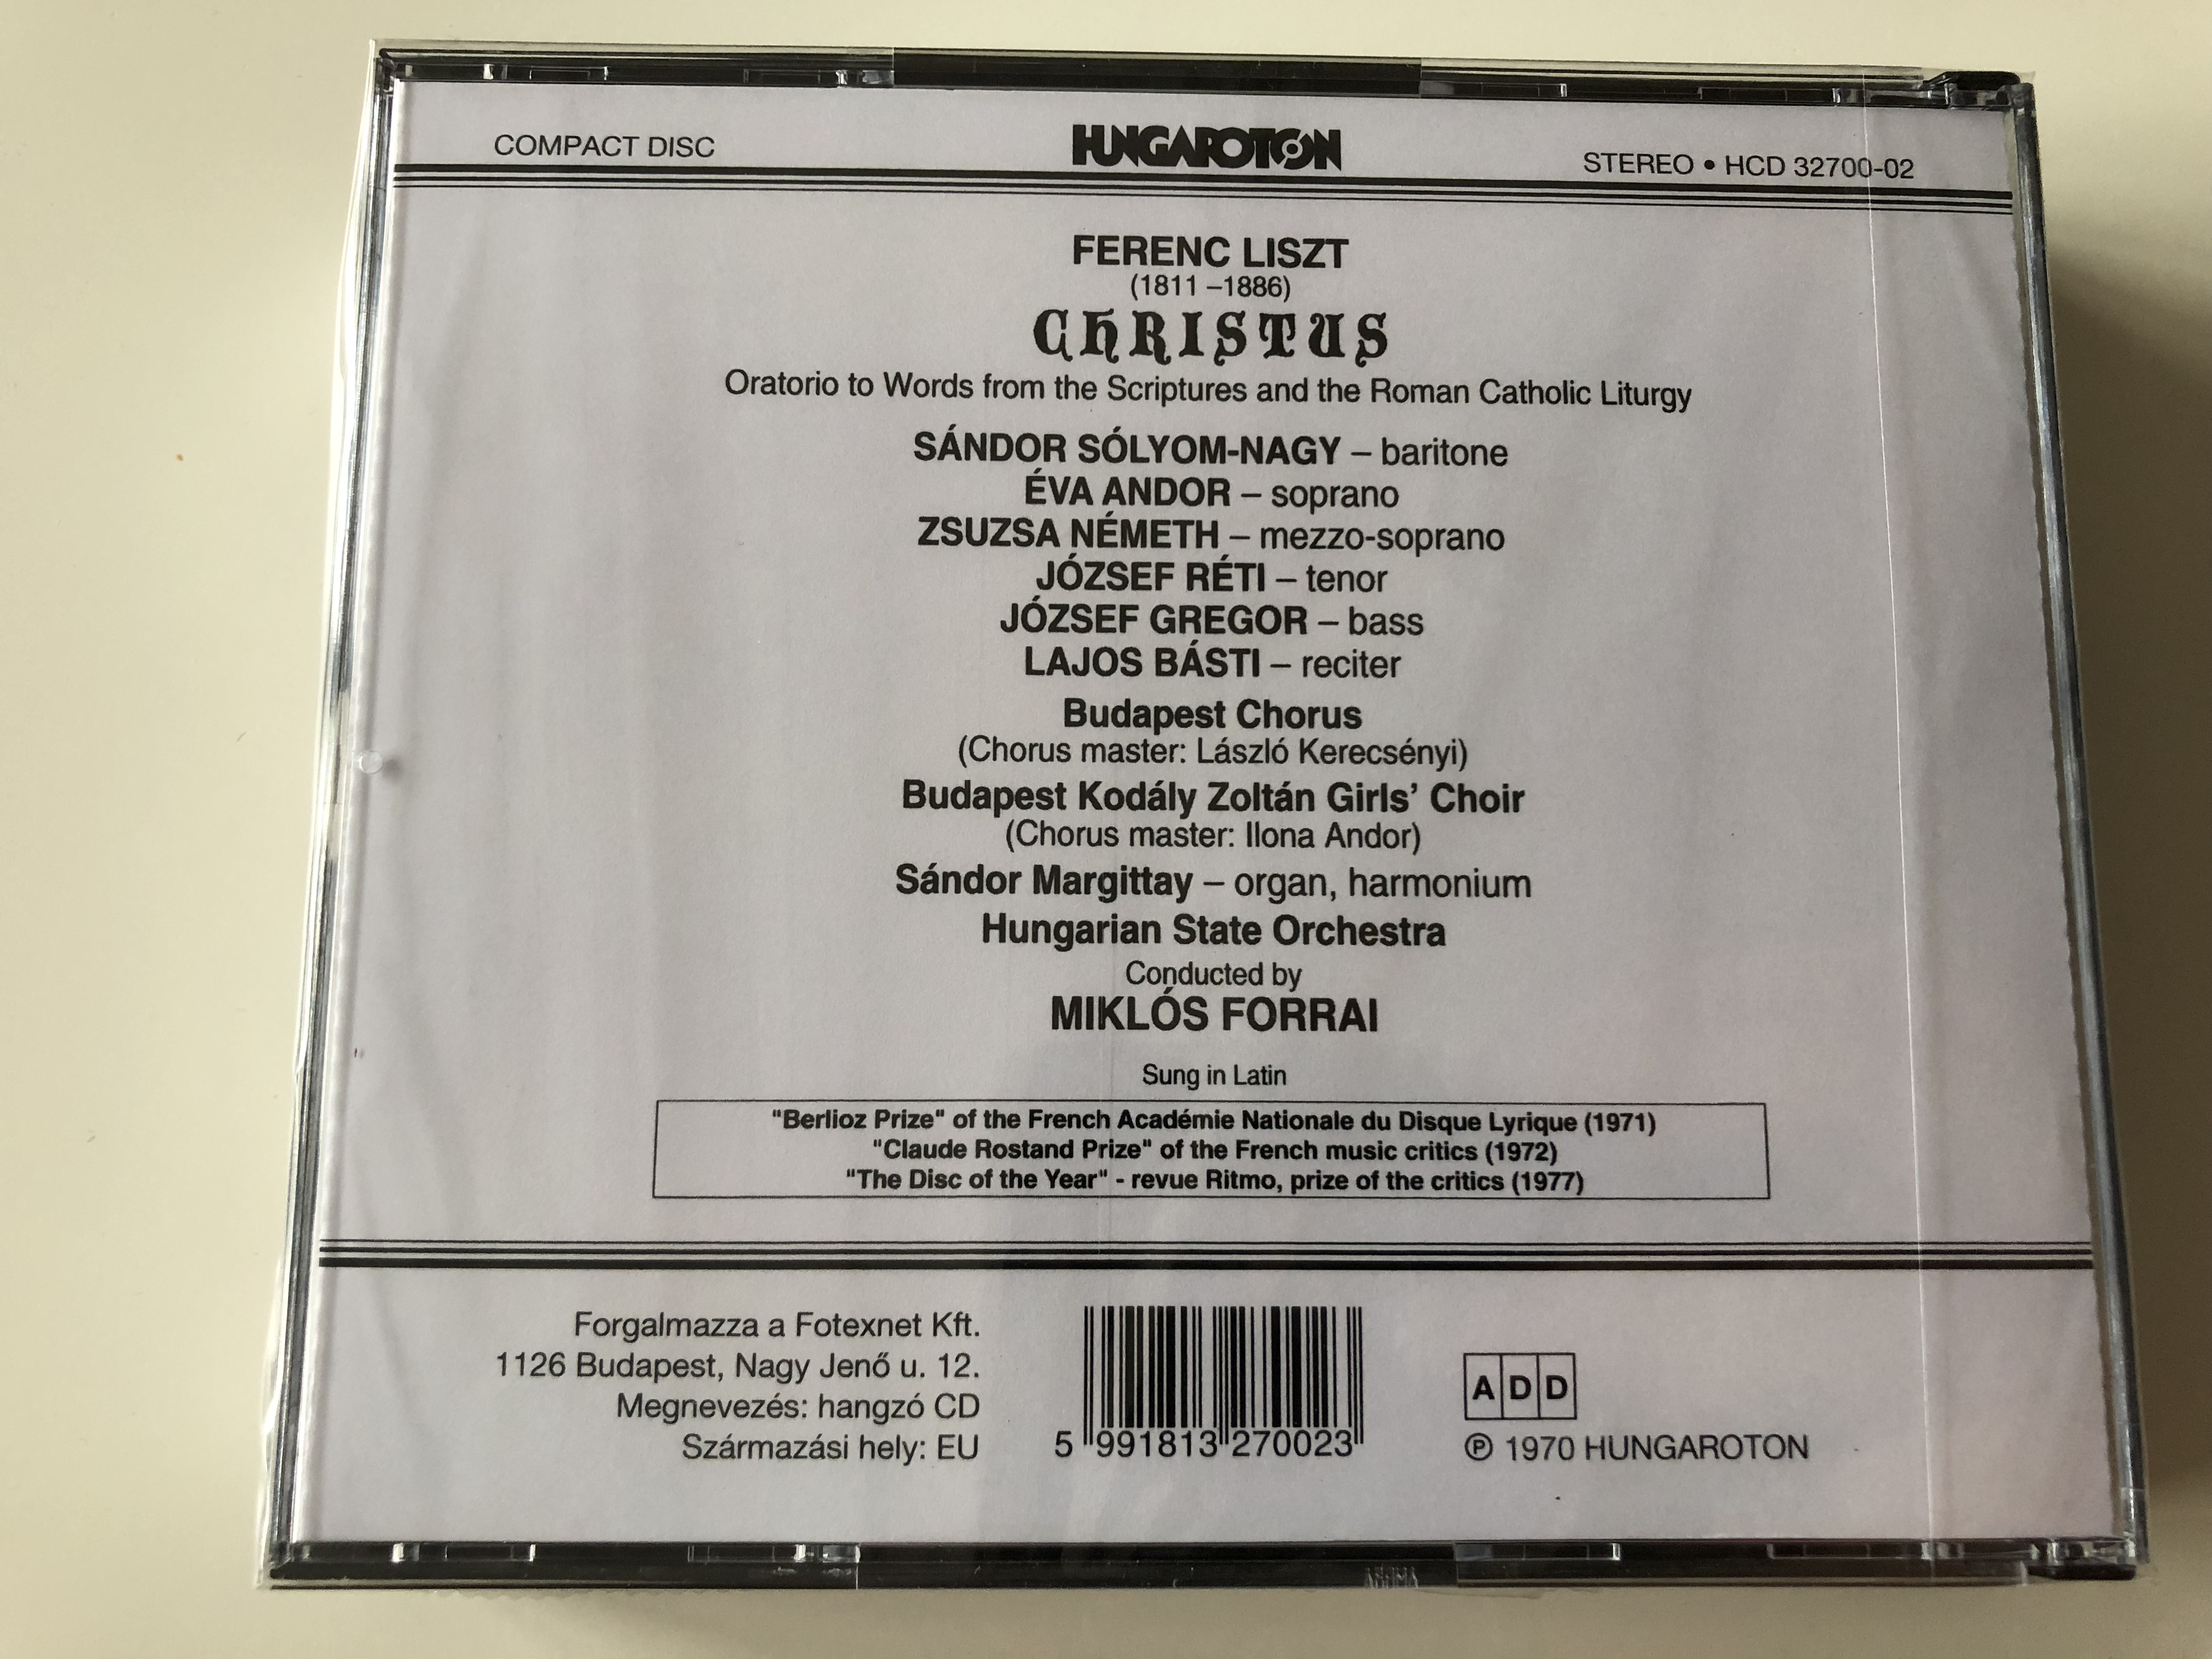 COMPACT DISC
HUNGAROTON
STEREO • HCD 32700-02
FERENC LISZT
(1811 –1886)
CHRISTUS
Oratorio to Words from the Scriptures and the Roman Catholic Liturgy
SÁNDOR SÓLYOM-NAGY – baritone
ÉVA ANDOR – soprano
ZSUZSA NÉMETH – mezzo-soprano
JÓZSEF RÉTI – tenor
JÓZSEF GREGOR – bass
LAJOS BÁSTI – reciter
Budapest Chorus
(Chorus master: László Kerecsényi)
Budapest Kodály Zoltán Girls’ Choir
(Chorus master: Ilona Andor)
Sándor Margittay – organ, harmonium
Hungarian State Orchestra
Conducted by
MIKLÓS FORRAI
Sung in Latin
"Berlioz Prize" of the French Académie Nationale du Disque Lyrique (1971)
"Claude Rostand Prize" of the French music critics (1972)
"The Disc of the Year" - revue Ritmo, prize of the critics (1977)
Forgalmazza a Fotexnet Kft.
1126 Budapest, Nagy Jenő u. 12.
Megnevezés: hangzó CD
Származási hely: EU
5 991813 270023
ADD
℗ 1970 HUNGAROTON